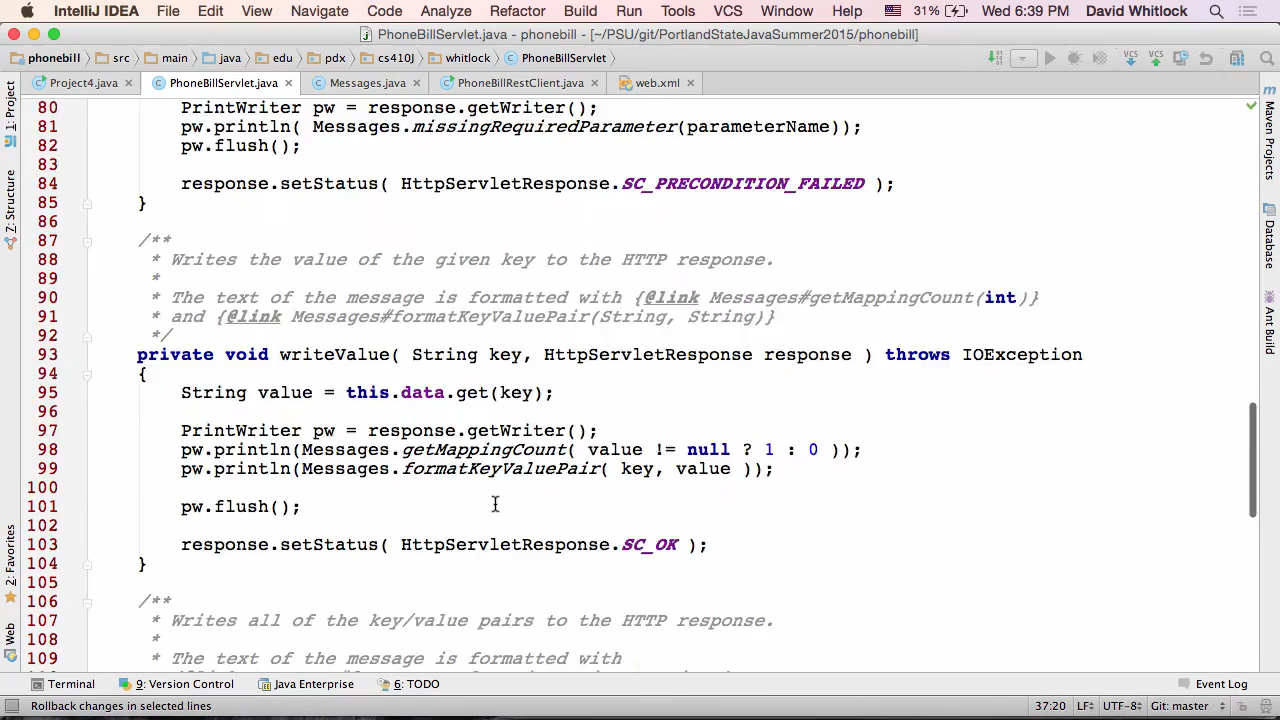 IntelliJ IDEA File Edit View Navigate Code Analyze Refactor Build Run Tools VCS Window Help 31% Wed 6:39 PM David Whitlock
PhoneBillServlet.java - phonebill - [~/PSU/git/PortlandStateJavaSummer2015/phonebill]
phonebill src main java edu pdx cs410J whitlock PhoneBillServlet VCS VCS
Project4.java PhoneBillServlet.java Messages.java PhoneBillRestClient.java web.xml
1: Project
Z: Structure
2: Favorites
Web
80 PrintWriter pw = response.getWriter();
81 pw.println( Messages.missingRequiredParameter(parameterName));
82 pw.flush();
83
84 response.setStatus( HttpServletResponse.SC_PRECONDITION_FAILED );
85 }
86
87 /**
88 * Writes the value of the given key to the HTTP response.
89 *
90 * The text of the message is formatted with {@link Messages#getMappingCount(int)}
91 * and {@link Messages#formatKeyValuePair(String, String)}
92 */
93 private void writeValue( String key, HttpServletResponse response ) throws IOException
94 {
95 String value = this.data.get(key);
96
97 PrintWriter pw = response.getWriter();
98 pw.println(Messages.getMappingCount( value != null ? 1 : 0 ));
99 pw.println(Messages.formatKeyValuePair( key, value ));
100
101 pw.flush();
102
103 response.setStatus( HttpServletResponse.SC_OK );
104 }
105
106 /**
107 * Writes all of the key/value pairs to the HTTP response.
108 *
109 * The text of the message is formatted with
Maven Projects
Database
Ant Build
Terminal 9: Version Control Java Enterprise 6: TODO Event Log
Rollback changes in selected lines 37:20 LF UTF-8 Git: master